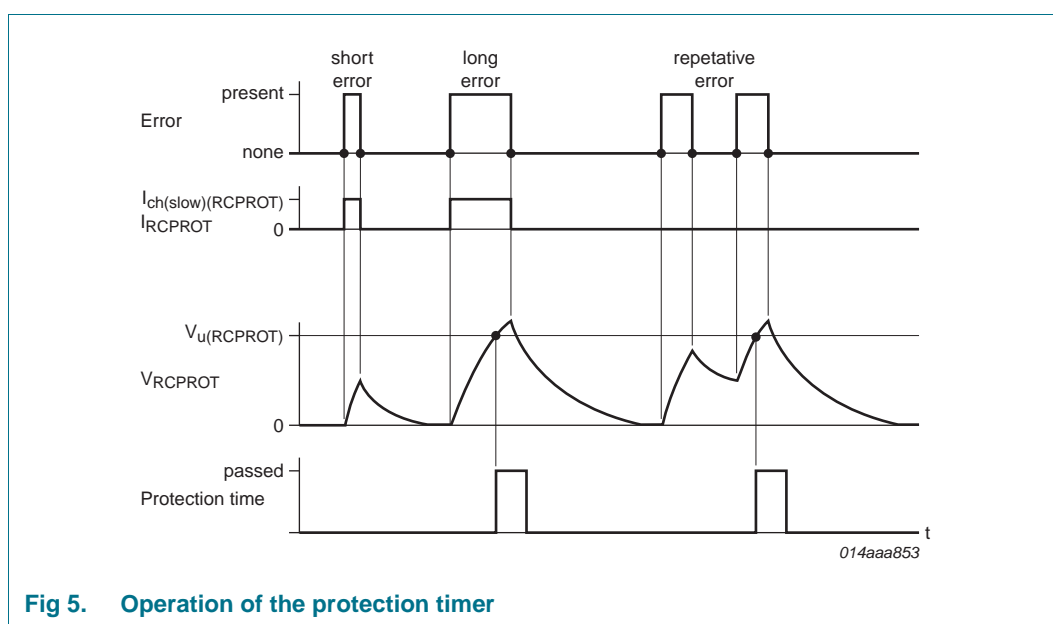 short
error
long
error
repetative
error
present
Error
none
Ich(slow)(RCPROT)
IRCPROT
0
Vu(RCPROT)
VRCPROT
0
passed
Protection time
t
014aaa853
Fig 5. Operation of the protection timer